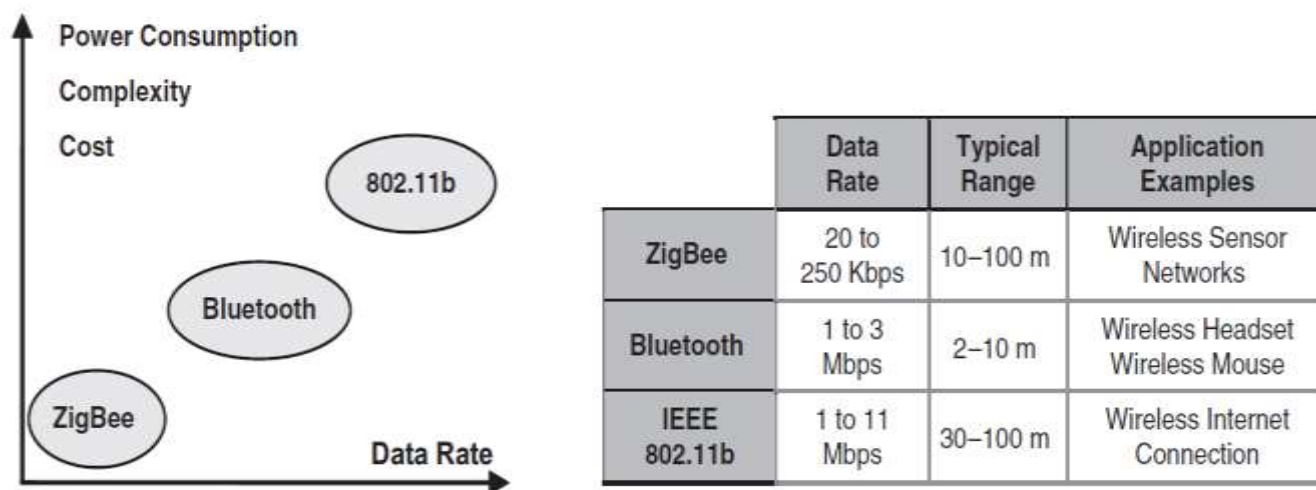 Power Consumption
Complexity
Cost
802.11b
Bluetooth
ZigBee
Data Rate
Data
Rate
Typical
Range
Application
Examples
ZigBee
20 to
250 Kbps
10–100 m
Wireless Sensor
Networks
Bluetooth
1 to 3
Mbps
2–10 m
Wireless Headset
Wireless Mouse
IEEE
802.11b
1 to 11
Mbps
30–100 m
Wireless Internet
Connection